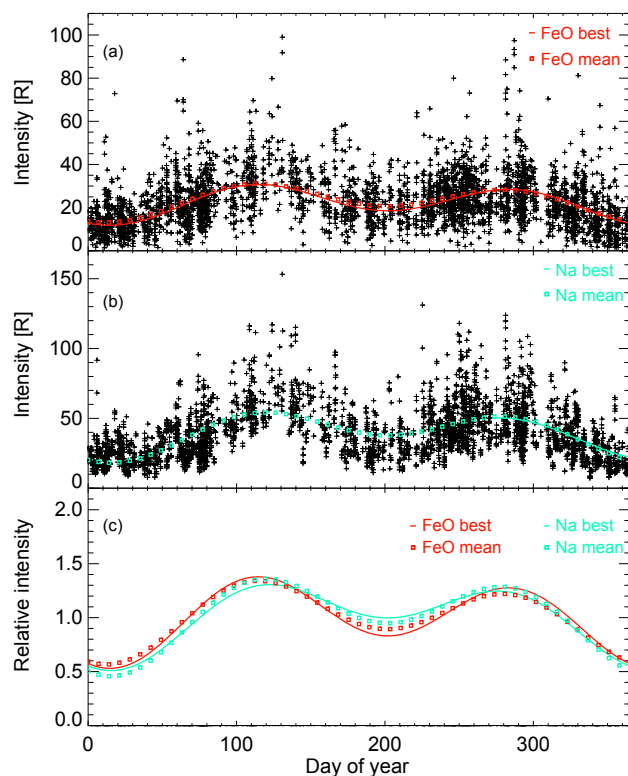 (a)
FeO best
FeO mean
Intensity [R]
100
80
60
40
20
0
(b)
Na best
Na mean
Intensity [R]
150
100
50
0
(c)
FeO best Na best
FeO mean Na mean
Relative intensity
2.0
1.5
1.0
0.5
0.0
0 100 200 300
Day of year